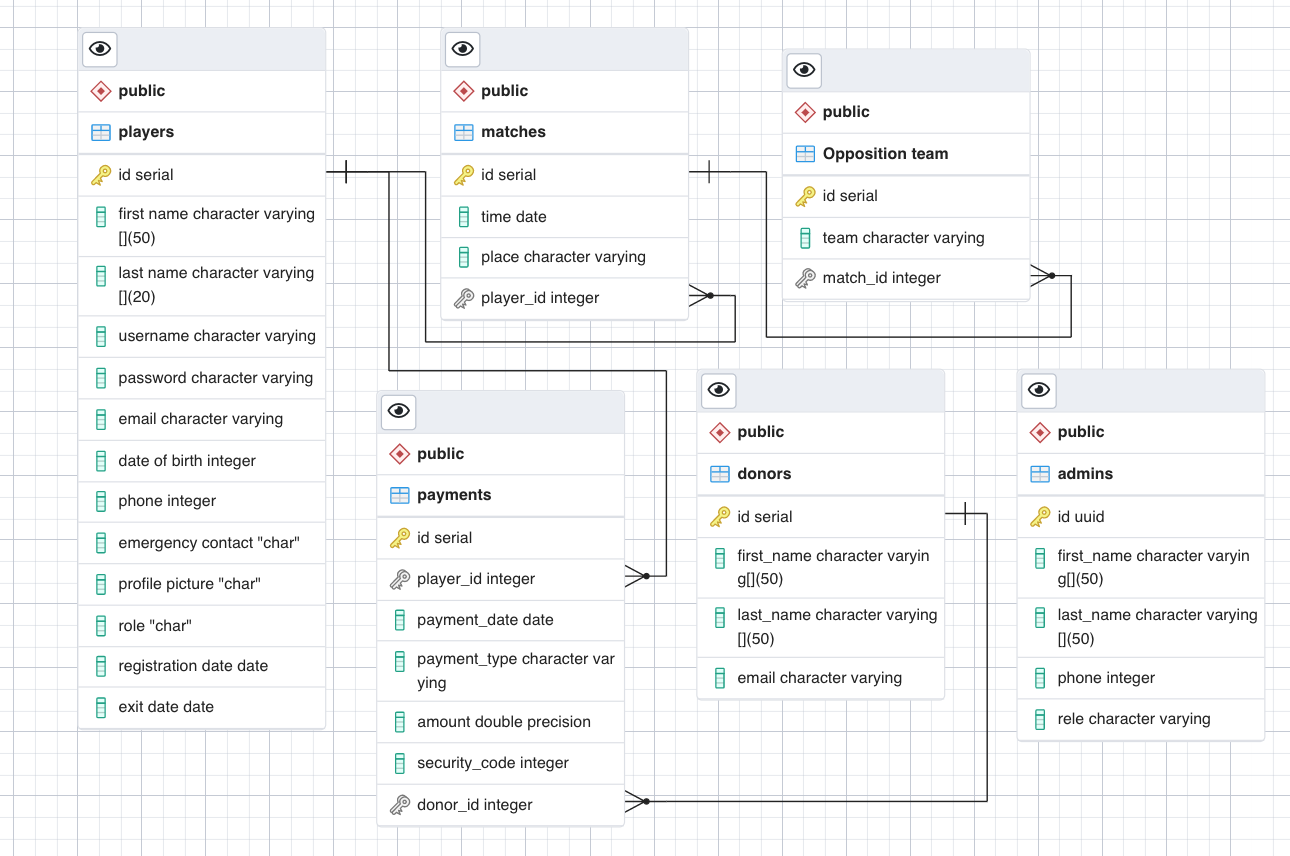 public
players
id serial
first name character varying
[](50)
last name character varying
[](20)
username character varying
password character varying
email character varying
date of birth integer
phone integer
emergency contact "char"
profile picture "char"
role "char"
registration date date
exit date date
public
matches
id serial
time date
place character varying
player_id integer
public
Opposition team
id serial
team character varying
match_id integer
public
payments
id serial
player_id integer
payment_date date
payment_type character var
ying
amount double precision
security_code integer
donor_id integer
public
donors
id serial
first_name character varyin
g[](50)
last_name character varying
[](50)
email character varying
public
admins
id uuid
first_name character varyin
g[](50)
last_name character varying
[](50)
phone integer
rele character varying